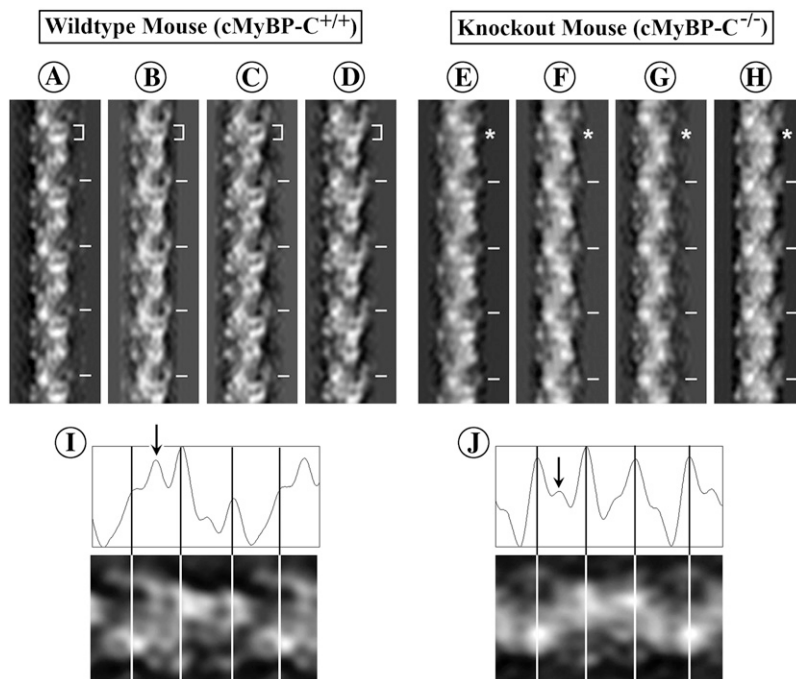 Wildtype Mouse (cMyBP-C+/+)
Knockout Mouse (cMyBP-C-/-)
A B C D E F G H
* * * *
I J